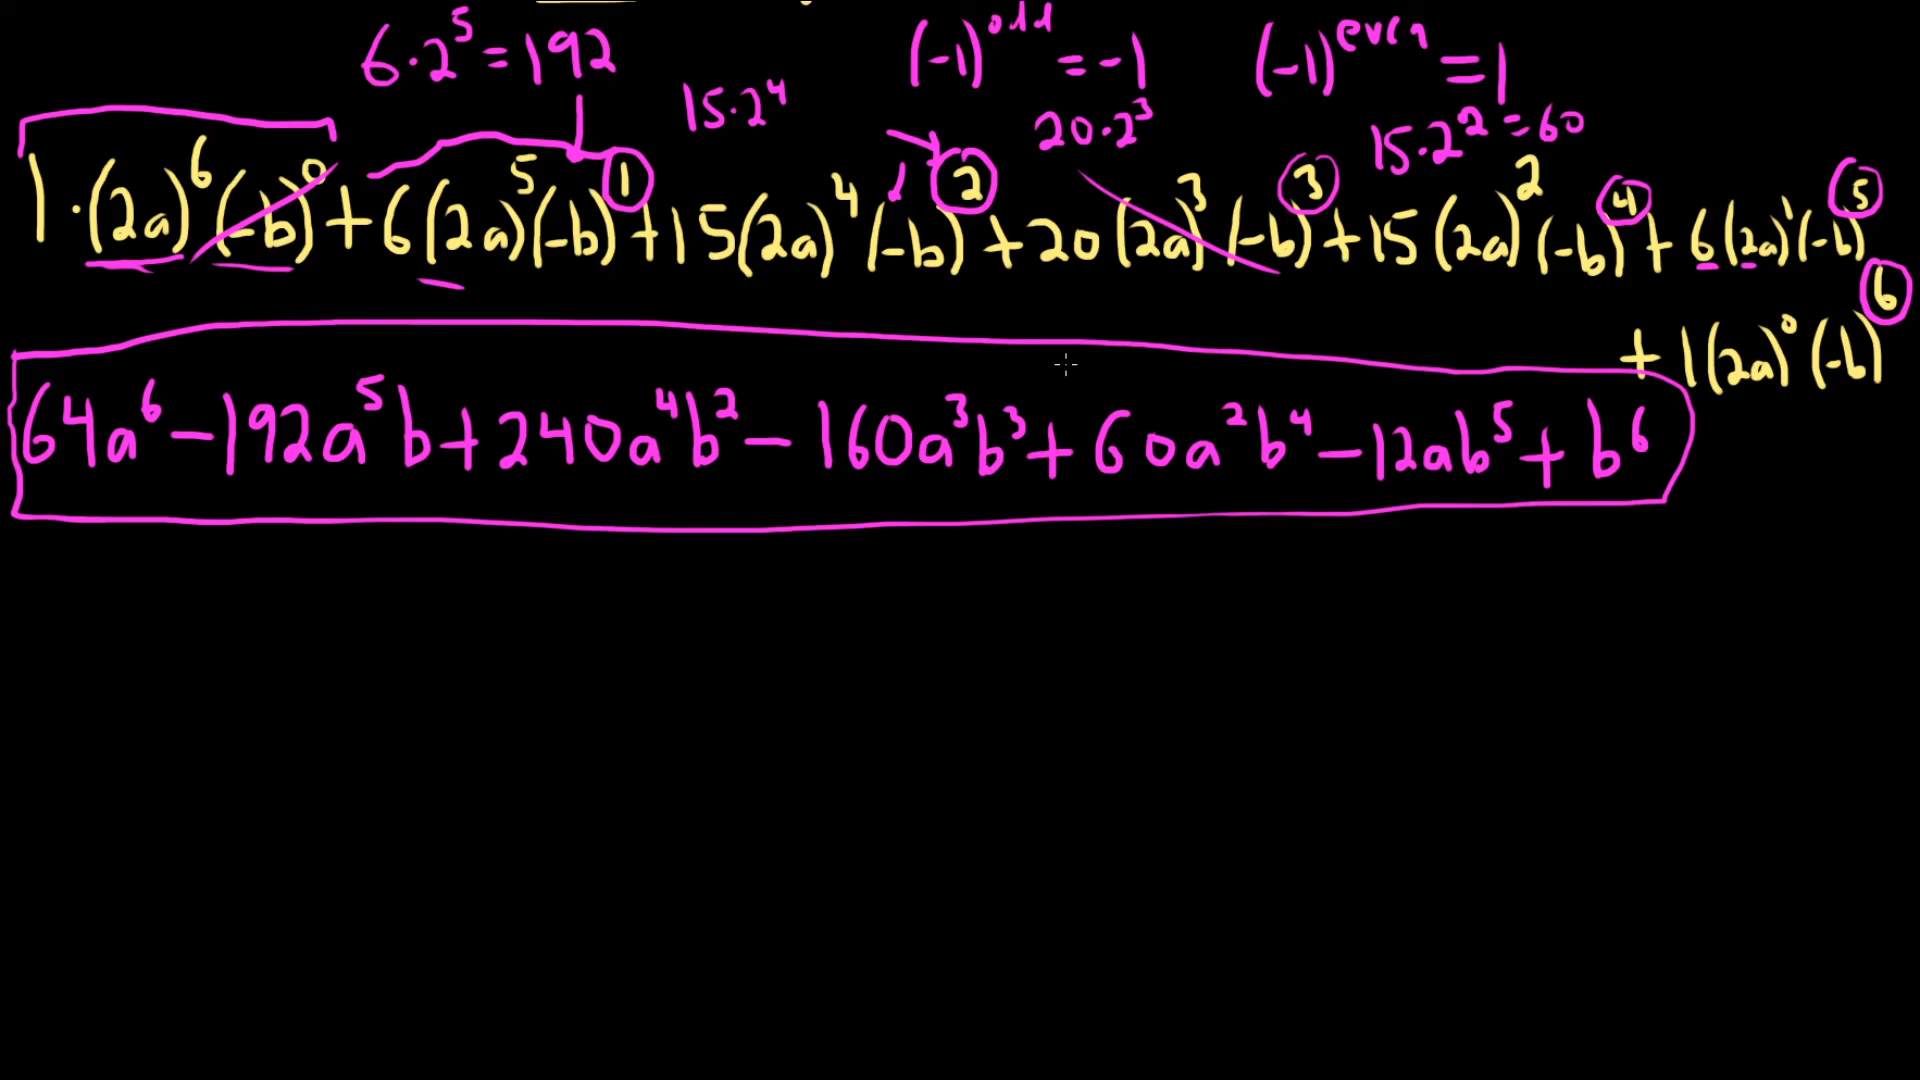 6·2⁵=192 (-1)ᵒᵈᵈ=-1 (-1)ᵉᵛᵉⁿ=1
15·2⁴ 20·2³ 15·2²=60
1·(2a)⁶(-b)⁰+6(2a)⁵(-b)¹+15(2a)⁴(-b)²+20(2a)³(-b)³+15(2a)²(-b)⁴+6(2a)¹(-b)⁵
+1(2a)⁰(-b)⁶
64a⁶-192a⁵b+240a⁴b²-160a³b³+60a²b⁴-12ab⁵+b⁶